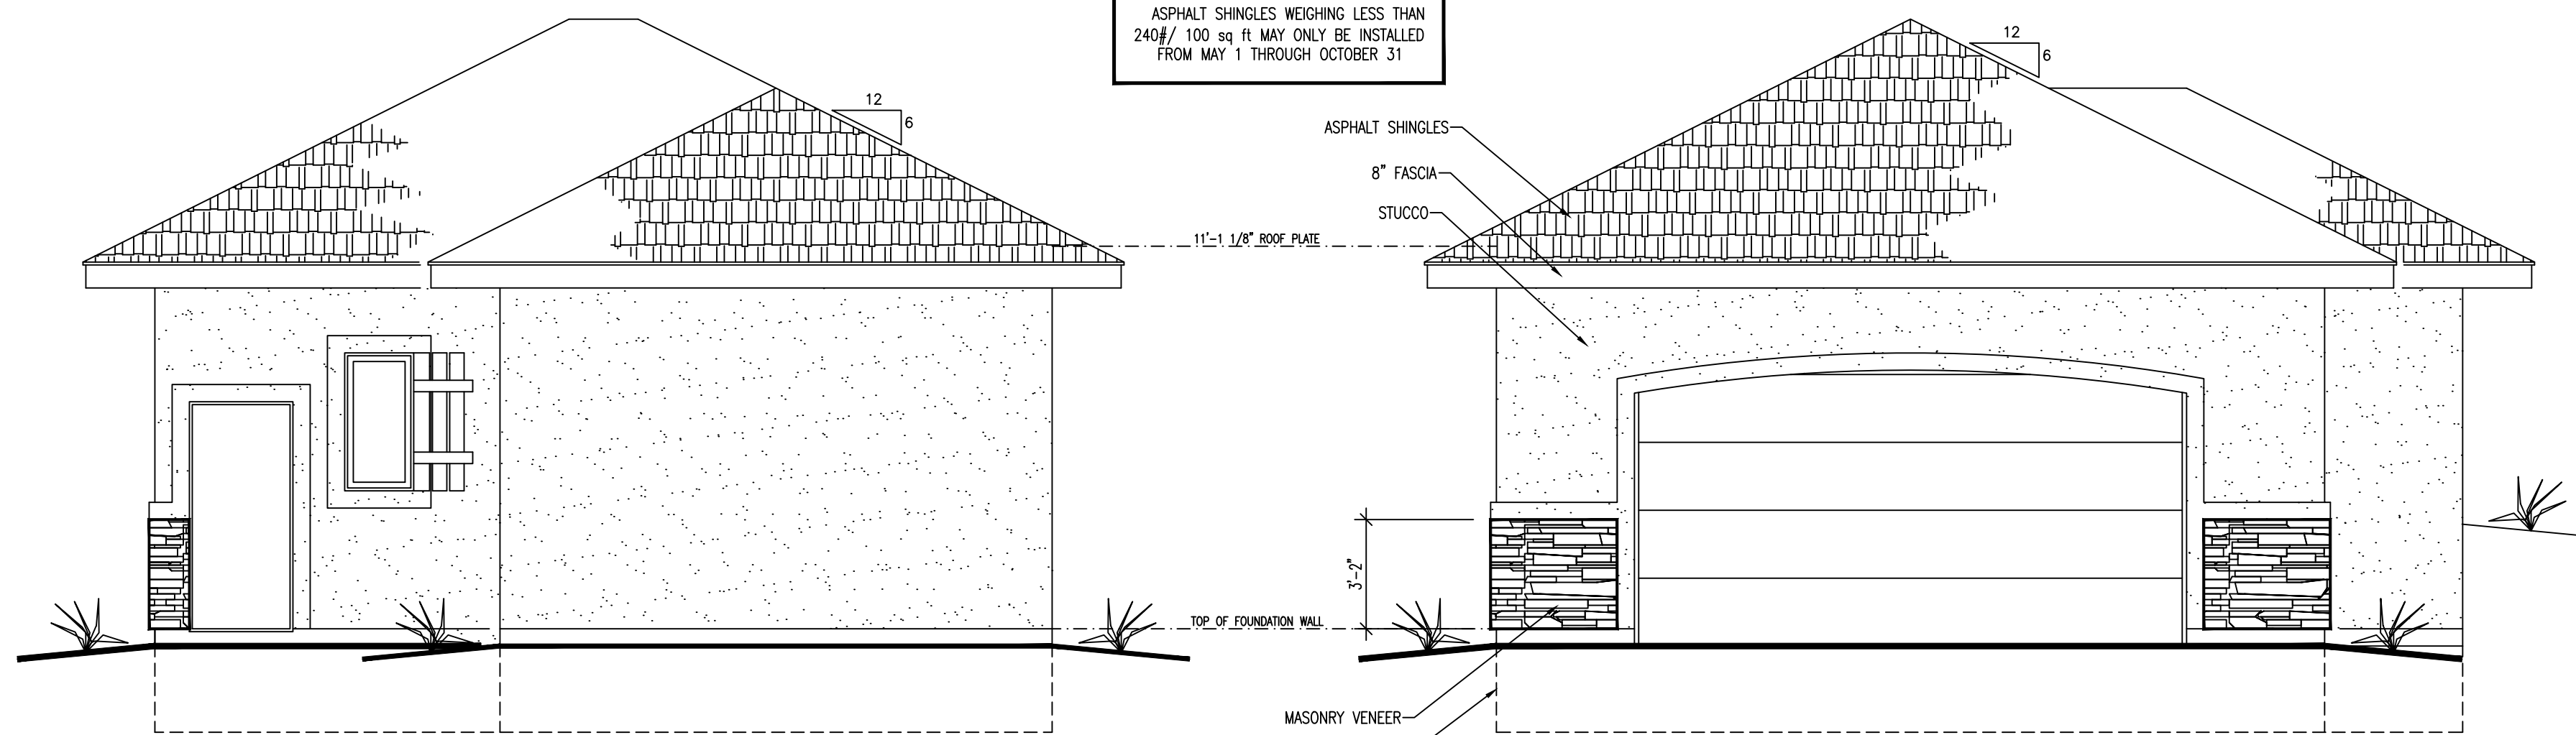 ASPHALT SHINGLES WEIGHING LESS THAN
240#/ 100 sq ft MAY ONLY BE INSTALLED
FROM MAY 1 THROUGH OCTOBER 31
12
6
12
6
ASPHALT SHINGLES
8" FASCIA
STUCCO
11'-1 1/8" ROOF PLATE
3'-2"
TOP OF FOUNDATION WALL
MASONRY VENEER